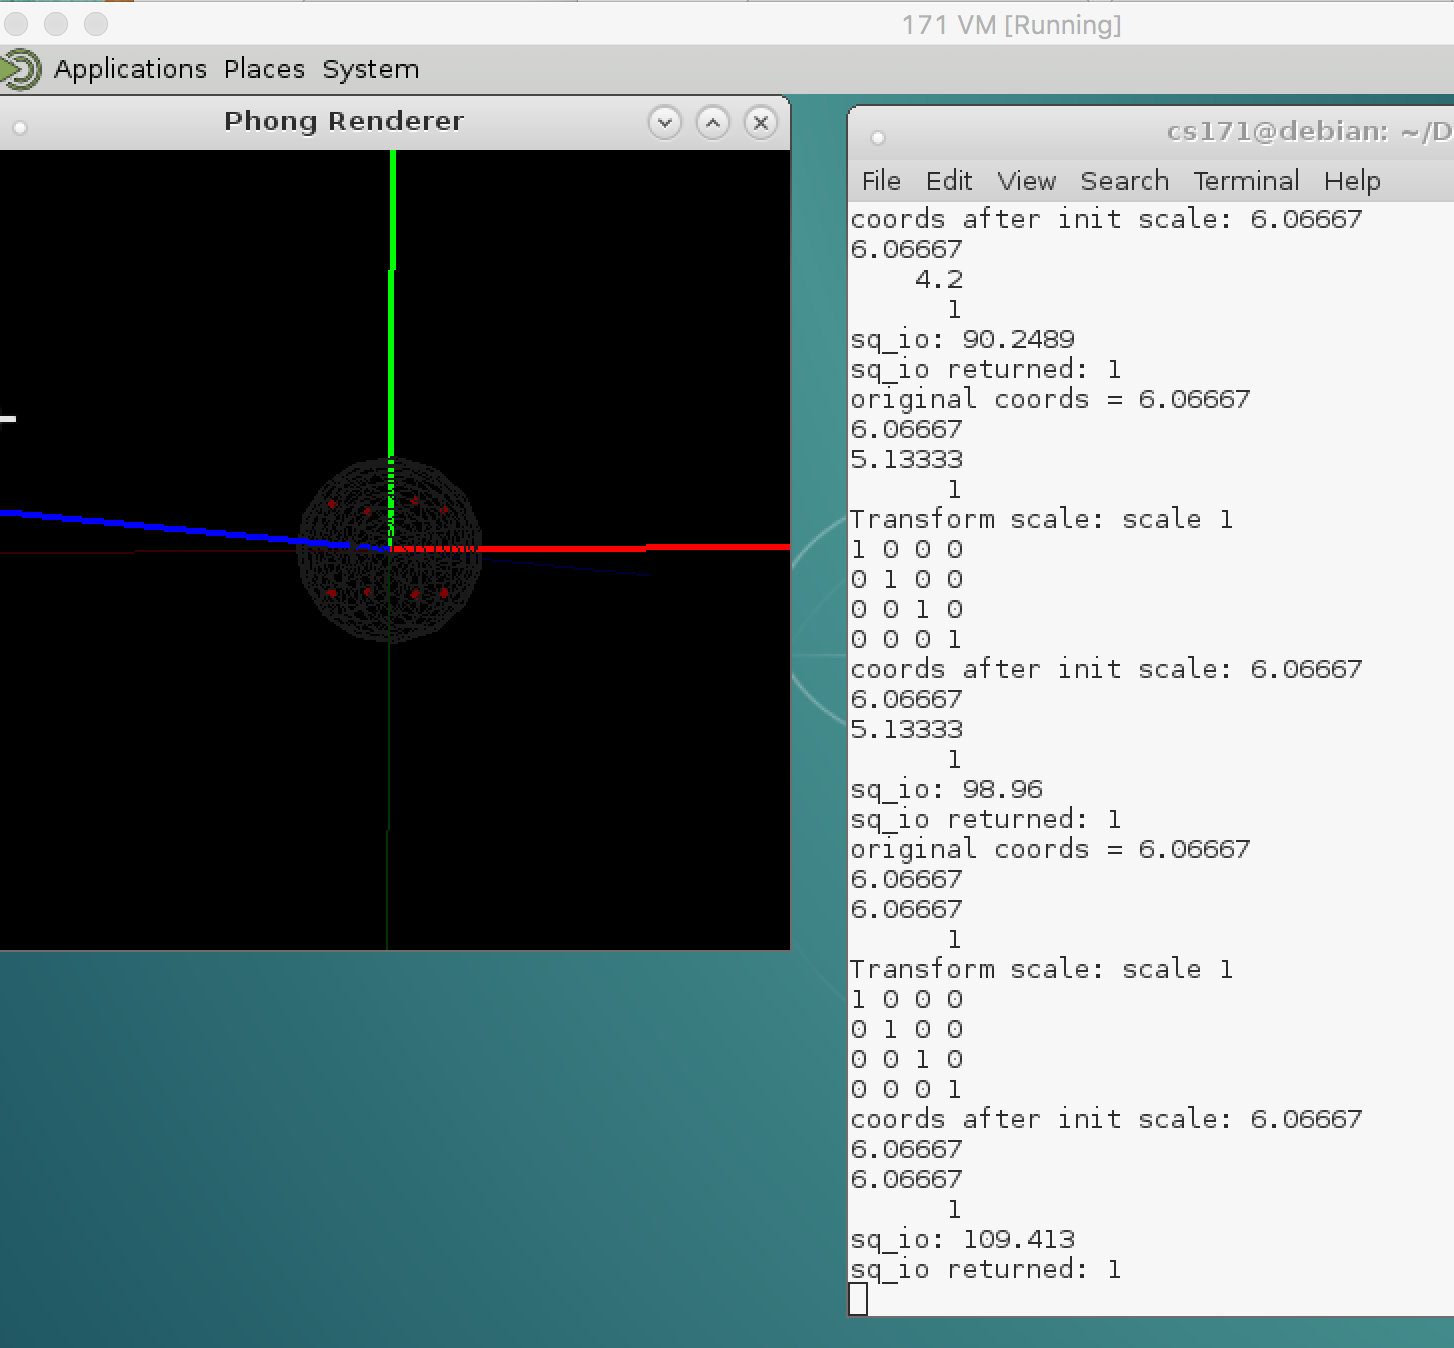 171 VM [Running]
Applications Places System
Phong Renderer
cs171@debian: ~/D
File Edit View Search Terminal Help
coords after init scale: 6.06667
6.06667
4.2
1
sq_io: 90.2489
sq_io returned: 1
original coords = 6.06667
6.06667
5.13333
1
Transform scale: scale 1
1 0 0 0
0 1 0 0
0 0 1 0
0 0 0 1
coords after init scale: 6.06667
6.06667
5.13333
1
sq_io: 98.96
sq_io returned: 1
original coords = 6.06667
6.06667
6.06667
1
Transform scale: scale 1
1 0 0 0
0 1 0 0
0 0 1 0
0 0 0 1
coords after init scale: 6.06667
6.06667
6.06667
1
sq_io: 109.413
sq_io returned: 1